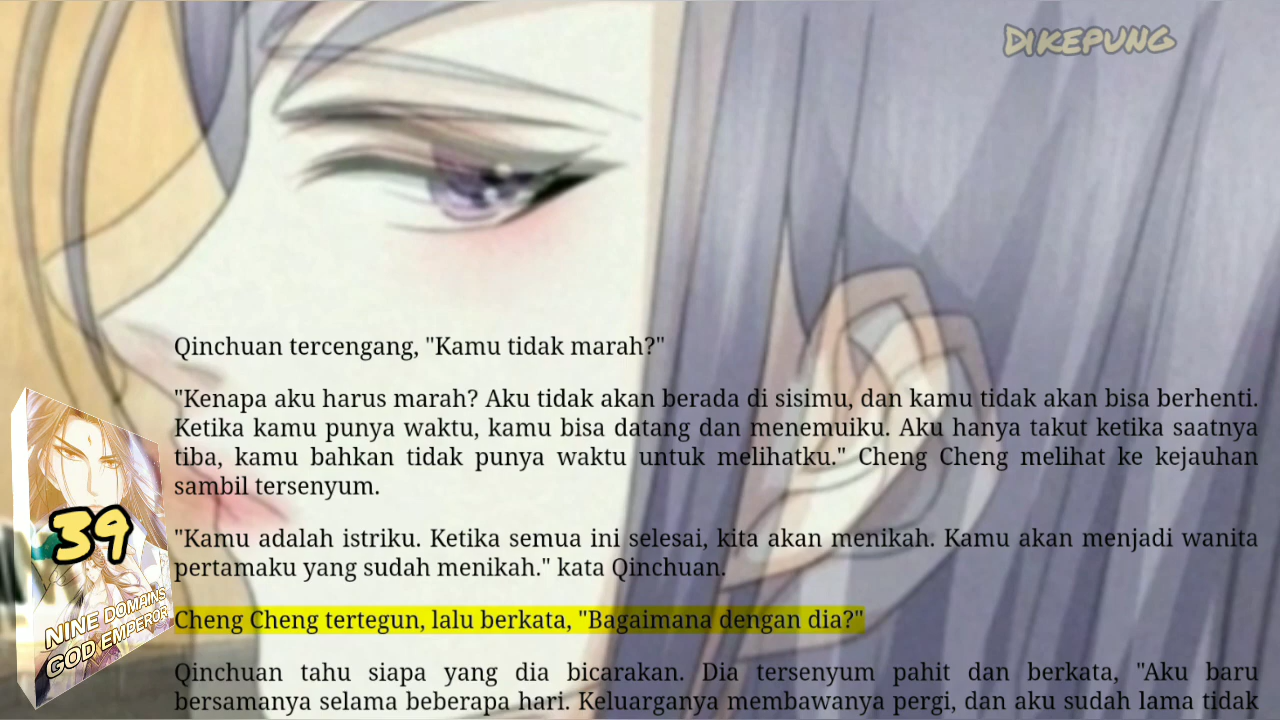 DIKEPUNG
Qinchuan tercengang, "Kamu tidak marah?"
"Kenapa aku harus marah? Aku tidak akan berada di sisimu, dan kamu tidak akan bisa berhenti.
Ketika kamu punya waktu, kamu bisa datang dan menemuiku. Aku hanya takut ketika saatnya
tiba, kamu bahkan tidak punya waktu untuk melihatku." Cheng Cheng melihat ke kejauhan
sambil tersenyum.
"Kamu adalah istriku. Ketika semua ini selesai, kita akan menikah. Kamu akan menjadi wanita
pertamaku yang sudah menikah." kata Qinchuan.
Cheng Cheng tertegun, lalu berkata, "Bagaimana dengan dia?"
Qinchuan tahu siapa yang dia bicarakan. Dia tersenyum pahit dan berkata, "Aku baru
bersamanya selama beberapa hari. Keluarganya membawanya pergi, dan aku sudah lama tidak
39
NINE DOMAINS
GOD EMPEROR